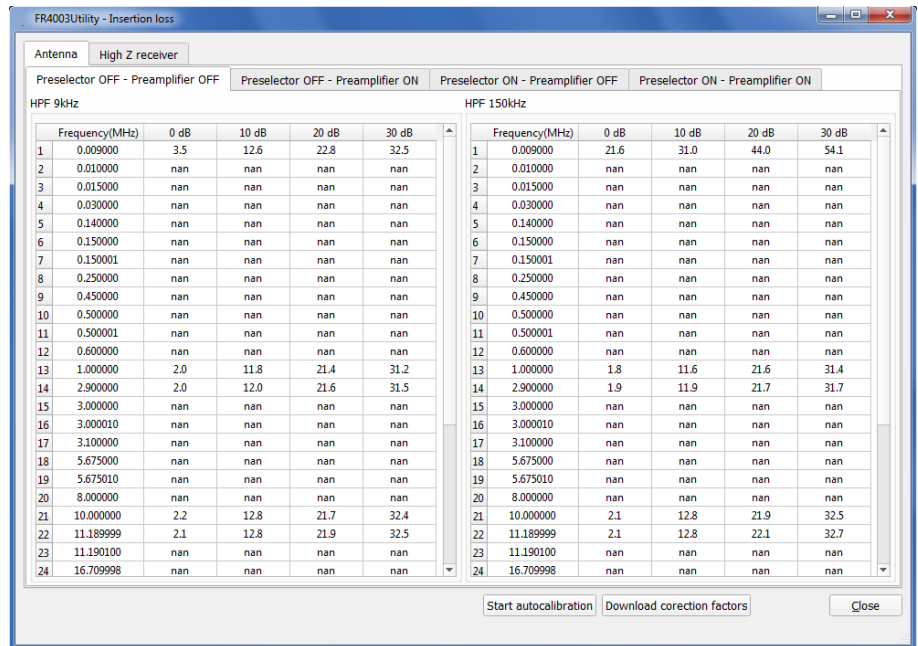 FR4003Utility - Insertion loss
Antenna High Z receiver
Preselector OFF - Preamplifier OFF Preselector OFF - Preamplifier ON Preselector ON - Preamplifier OFF Preselector ON - Preamplifier ON
HPF 9kHz HPF 150kHz
Frequency(MHz) 0 dB 10 dB 20 dB 30 dB Frequency(MHz) 0 dB 10 dB 20 dB 30 dB
1 0.009000 3.5 12.6 22.8 32.5 1 0.009000 21.6 31.0 44.0 54.1
2 0.010000 nan nan nan nan 2 0.010000 nan nan nan nan
3 0.015000 nan nan nan nan 3 0.015000 nan nan nan nan
4 0.030000 nan nan nan nan 4 0.030000 nan nan nan nan
5 0.140000 nan nan nan nan 5 0.140000 nan nan nan nan
6 0.150000 nan nan nan nan 6 0.150000 nan nan nan nan
7 0.150001 nan nan nan nan 7 0.150001 nan nan nan nan
8 0.250000 nan nan nan nan 8 0.250000 nan nan nan nan
9 0.450000 nan nan nan nan 9 0.450000 nan nan nan nan
10 0.500000 nan nan nan nan 10 0.500000 nan nan nan nan
11 0.500001 nan nan nan nan 11 0.500001 nan nan nan nan
12 0.600000 nan nan nan nan 12 0.600000 nan nan nan nan
13 1.000000 2.0 11.8 21.4 31.2 13 1.000000 1.8 11.6 21.6 31.4
14 2.900000 2.0 12.0 21.6 31.5 14 2.900000 1.9 11.9 21.7 31.7
15 3.000000 nan nan nan nan 15 3.000000 nan nan nan nan
16 3.000010 nan nan nan nan 16 3.000010 nan nan nan nan
17 3.100000 nan nan nan nan 17 3.100000 nan nan nan nan
18 5.675000 nan nan nan nan 18 5.675000 nan nan nan nan
19 5.675010 nan nan nan nan 19 5.675010 nan nan nan nan
20 8.000000 nan nan nan nan 20 8.000000 nan nan nan nan
21 10.000000 2.2 12.8 21.7 32.4 21 10.000000 2.1 12.8 21.9 32.5
22 11.189999 2.1 12.8 21.9 32.5 22 11.189999 2.1 12.8 22.1 32.7
23 11.190100 nan nan nan nan 23 11.190100 nan nan nan nan
24 16.709998 nan nan nan nan 24 16.709998 nan nan nan nan
Start autocalibration Download corection factors Close